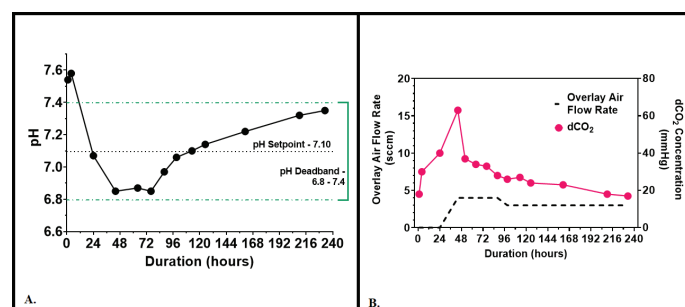 7.6
7.4
7.2
7.0
6.8
6.6
pH
pH Setpoint - 7.10
pH Deadband -
6.8 - 7.4
0 24 48 72 96 120 144 168 192 216 240
Duration (hours)
A.
20
15
10
5
0
Overlay Air Flow Rate
(sccm)
Overlay Air
Flow Rate
dCO₂
80
60
40
20
0
dCO₂ Concentration
(mmHg)
0 24 48 72 96 120 144 168 192 216 240
Duration (hours)
B.